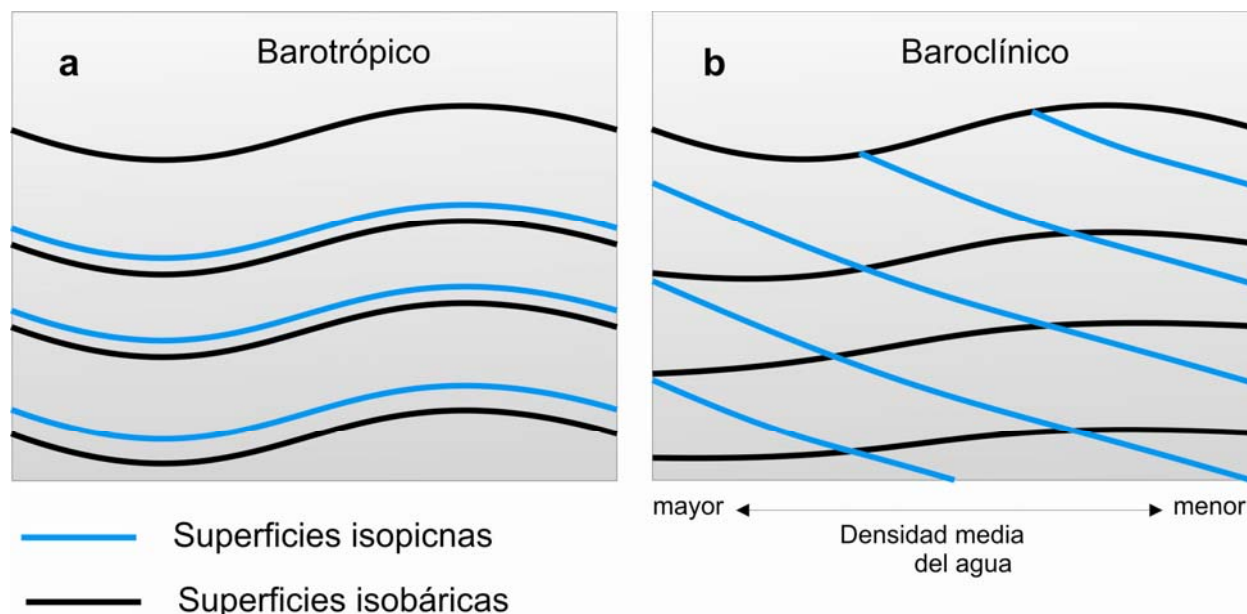 a
Barotrópico
b
Baroclínico
mayor
menor
Densidad media
del agua
Superficies isopicnas
Superficies isobáricas